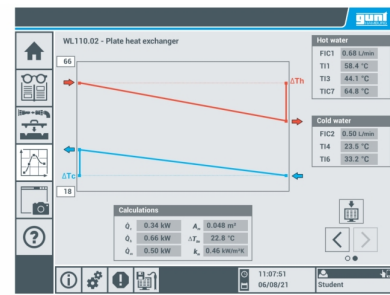 gunt
WL110.02 - Plate heat exchanger
66
ΔTh
ΔTc
18
Hot water
FIC1 0.68 L/min
TI1 58.4 °C
TI3 44.1 °C
TIC7 64.8 °C
Cold water
FIC2 0.50 L/min
TI4 23.5 °C
TI6 33.2 °C
Calculations
0.34 kW 0.048 m²
0.66 kW 22.8 °C
0.50 kW 0.46 kW/m²K
11:07:51
06/08/21
Student